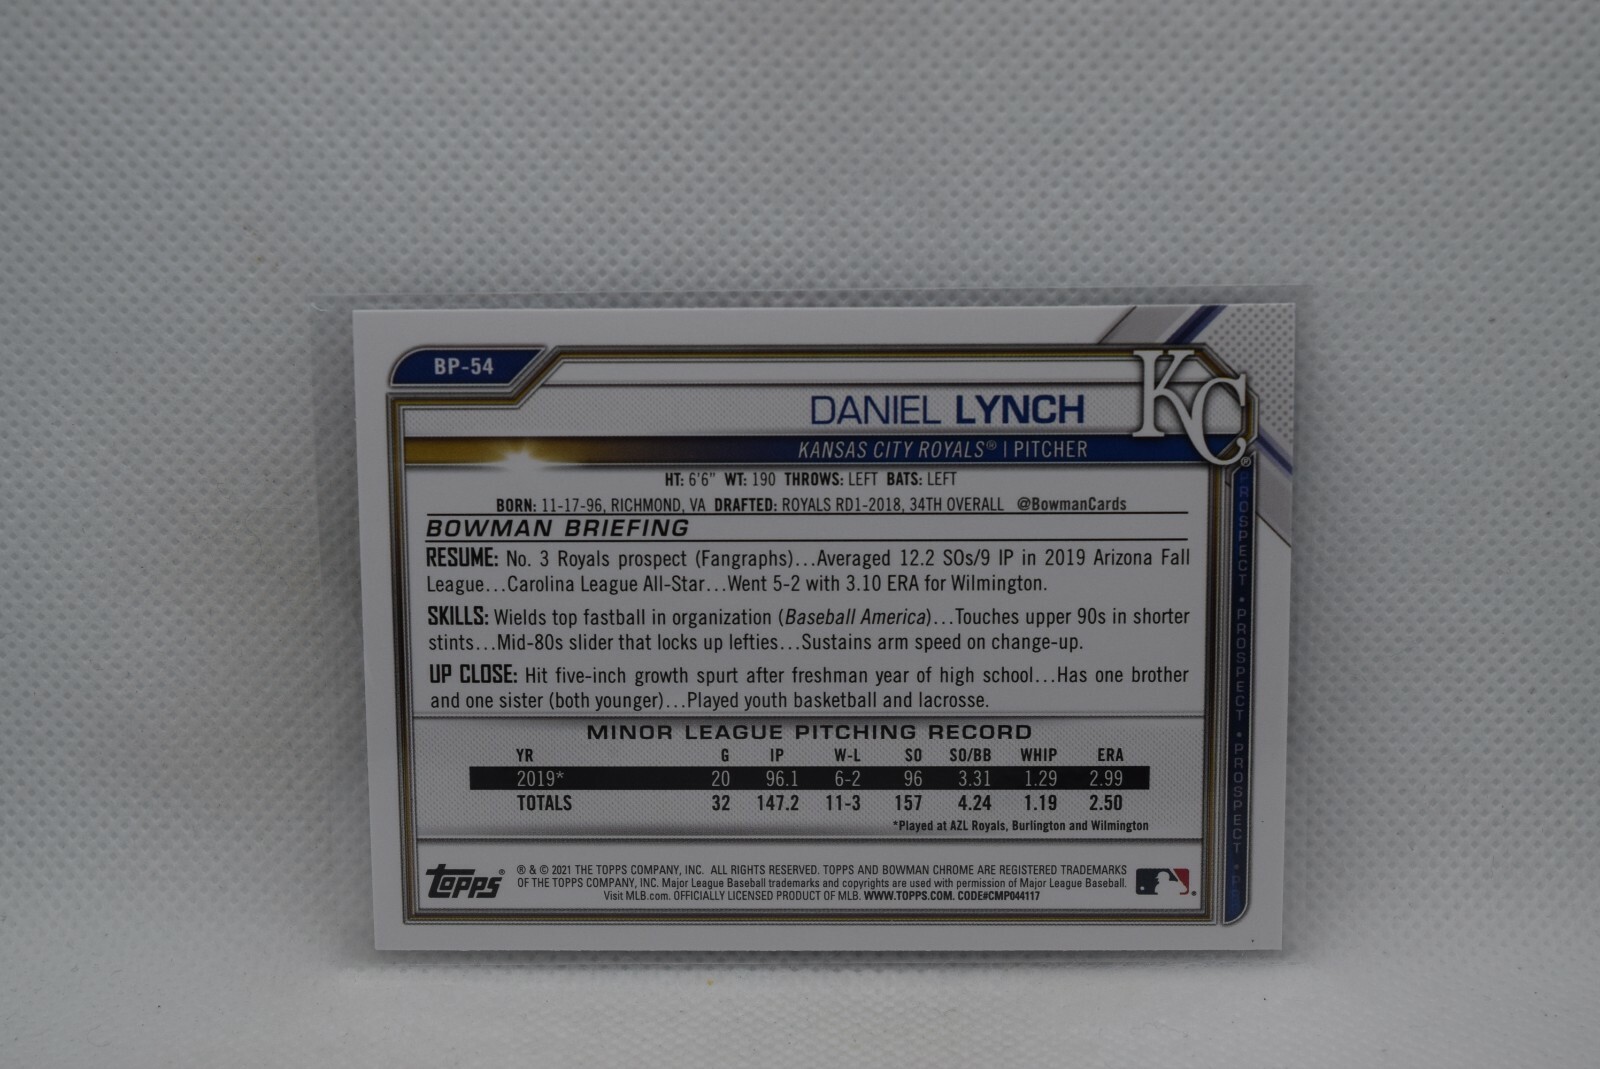 BP-54
KC
DANIEL LYNCH
KANSAS CITY ROYALS® | PITCHER
HT: 6'6" WT: 190 THROWS: LEFT BATS: LEFT
BORN: 11-17-96, RICHMOND, VA DRAFTED: ROYALS RD1-2018, 34TH OVERALL @BowmanCards
BOWMAN BRIEFING
RESUME: No. 3 Royals prospect (Fangraphs)...Averaged 12.2 SOs/9 IP in 2019 Arizona Fall
League...Carolina League All-Star...Went 5-2 with 3.10 ERA for Wilmington.
SKILLS: Wields top fastball in organization (Baseball America)...Touches upper 90s in shorter
stints...Mid-80s slider that locks up lefties...Sustains arm speed on change-up.
UP CLOSE: Hit five-inch growth spurt after freshman year of high school...Has one brother
and one sister (both younger)...Played youth basketball and lacrosse.
MINOR LEAGUE PITCHING RECORD
YR G IP W-L SO SO/BB WHIP ERA
2019* 20 96.1 6-2 96 3.31 1.29 2.99
TOTALS 32 147.2 11-3 157 4.24 1.19 2.50
*Played at AZL Royals, Burlington and Wilmington
Topps®
® & © 2021 THE TOPPS COMPANY, INC. ALL RIGHTS RESERVED. TOPPS AND BOWMAN CHROME ARE REGISTERED TRADEMARKS
OF THE TOPPS COMPANY, INC. Major League Baseball trademarks and copyrights are used with permission of Major League Baseball.
Visit MLB.com. OFFICIALLY LICENSED PRODUCT OF MLB. WWW.TOPPS.COM. CODE#CMP044117
PROSPECT • PROSPECT • PROSPECT • PR